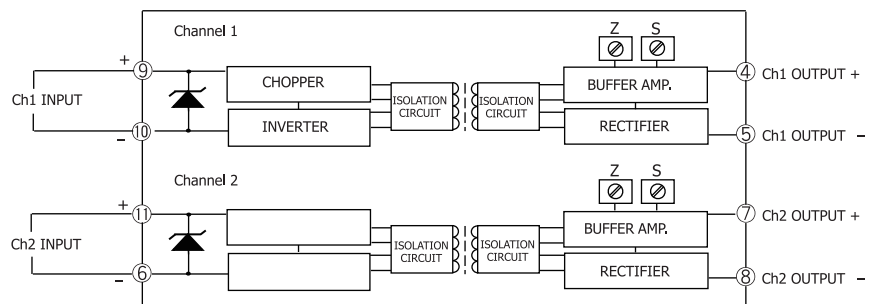 Channel 1
Z S
+ 9 CHOPPER BUFFER AMP. 4 Ch1 OUTPUT +
Ch1 INPUT
ISOLATION CIRCUIT
ISOLATION CIRCUIT
- 10 INVERTER RECTIFIER 5 Ch1 OUTPUT -
Channel 2
Z S
+ 11 BUFFER AMP. 7 Ch2 OUTPUT +
Ch2 INPUT
ISOLATION CIRCUIT
ISOLATION CIRCUIT
- 6 RECTIFIER 8 Ch2 OUTPUT -